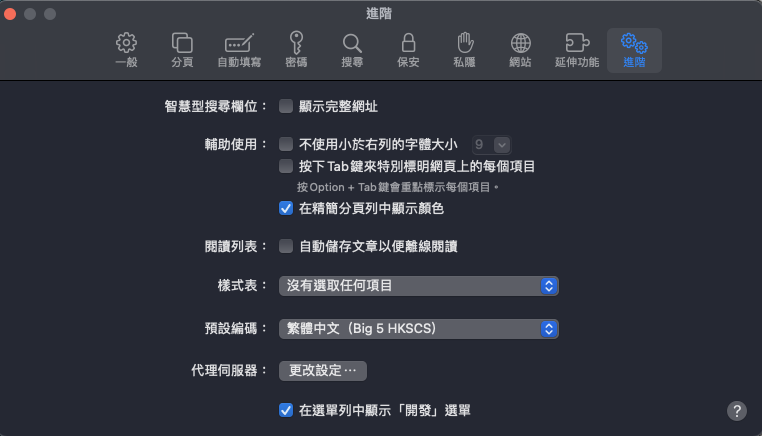 進階
一般 分頁 自動填寫 密碼 搜尋 保安 私隱 網站 延伸功能 進階
智慧型搜尋欄位： 顯示完整網址
輔助使用： 不使用小於右列的字體大小 9
按下 Tab 鍵來特別標明網頁上的每個項目
按 Option + Tab 鍵會重點標示每個項目。
在精簡分頁列中顯示顏色
閱讀列表： 自動儲存文章以便離線閱讀
樣式表： 沒有選取任何項目
預設編碼： 繁體中文（Big 5 HKSCS）
代理伺服器： 更改設定⋯
在選單列中顯示「開發」選單 ?